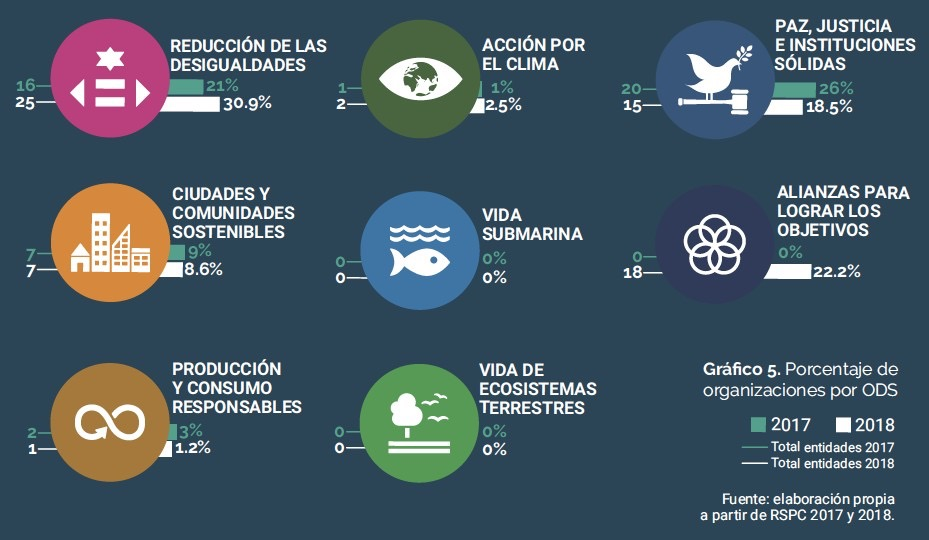 REDUCCIÓN DE LAS
DESIGUALDADES
16
21%
25
30.9%
ACCIÓN POR
EL CLIMA
1
1%
2
2.5%
PAZ, JUSTICIA
E INSTITUCIONES
SÓLIDAS
20
26%
15
18.5%
CIUDADES Y
COMUNIDADES
SOSTENIBLES
7
9%
7
8.6%
VIDA
SUBMARINA
0
0%
0
0%
ALIANZAS PARA
LOGRAR LOS
OBJETIVOS
0
0%
18
22.2%
PRODUCCIÓN
Y CONSUMO
RESPONSABLES
2
3%
1
1.2%
VIDA DE
ECOSISTEMAS
TERRESTRES
0
0%
0
0%
Gráfico 5. Porcentaje de
organizaciones por ODS
2017 2018
Total entidades 2017
Total entidades 2018
Fuente: elaboración propia
a partir de RSPC 2017 y 2018.